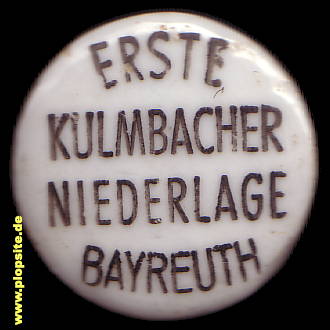 ERSTE
KULMBACHER
NIEDERLAGE
BAYREUTH
www.plopsite.de